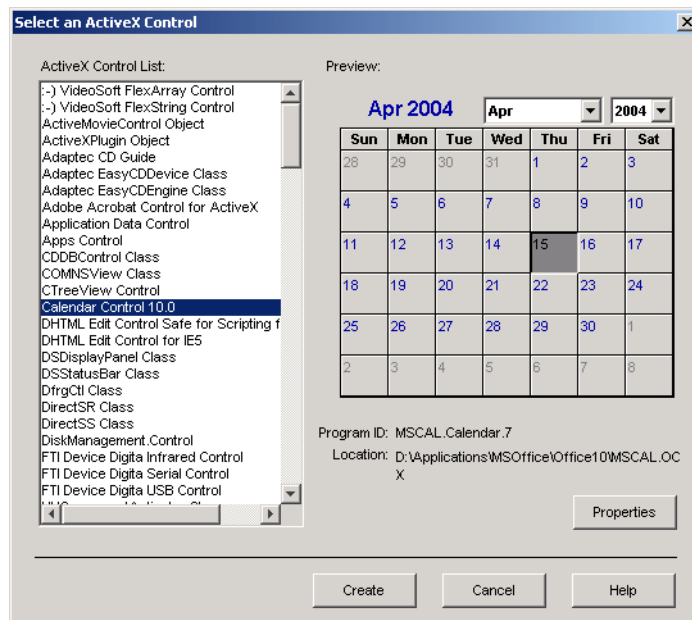 Select an ActiveX Control
ActiveX Control List:
:-) VideoSoft FlexArray Control
:-) VideoSoft FlexString Control
ActiveMovieControl Object
ActiveXPlugin Object
Adaptec CD Guide
Adaptec EasyCDDevice Class
Adaptec EasyCDEngine Class
Adobe Acrobat Control for ActiveX
Application Data Control
Apps Control
CDDBControl Class
COMNSView Class
CTreeView Control
Calendar Control 10.0
DHTML Edit Control Safe for Scripting f
DHTML Edit Control for IE5
DSDisplayPanel Class
DSStatusBar Class
DfrgCtl Class
DirectSR Class
DirectSS Class
DiskManagement.Control
FTI Device Digita Infrared Control
FTI Device Digita Serial Control
FTI Device Digita USB Control
Preview:
Apr 2004 Apr 2004
Sun Mon Tue Wed Thu Fri Sat
28 29 30 31 1 2 3
4 5 6 7 8 9 10
11 12 13 14 15 16 17
18 19 20 21 22 23 24
25 26 27 28 29 30 1
2 3 4 5 6 7 8
Program ID: MSCAL.Calendar.7
Location: D:\Applications\MSOffice\Office10\MSCAL.OC
X
Properties
Create Cancel Help